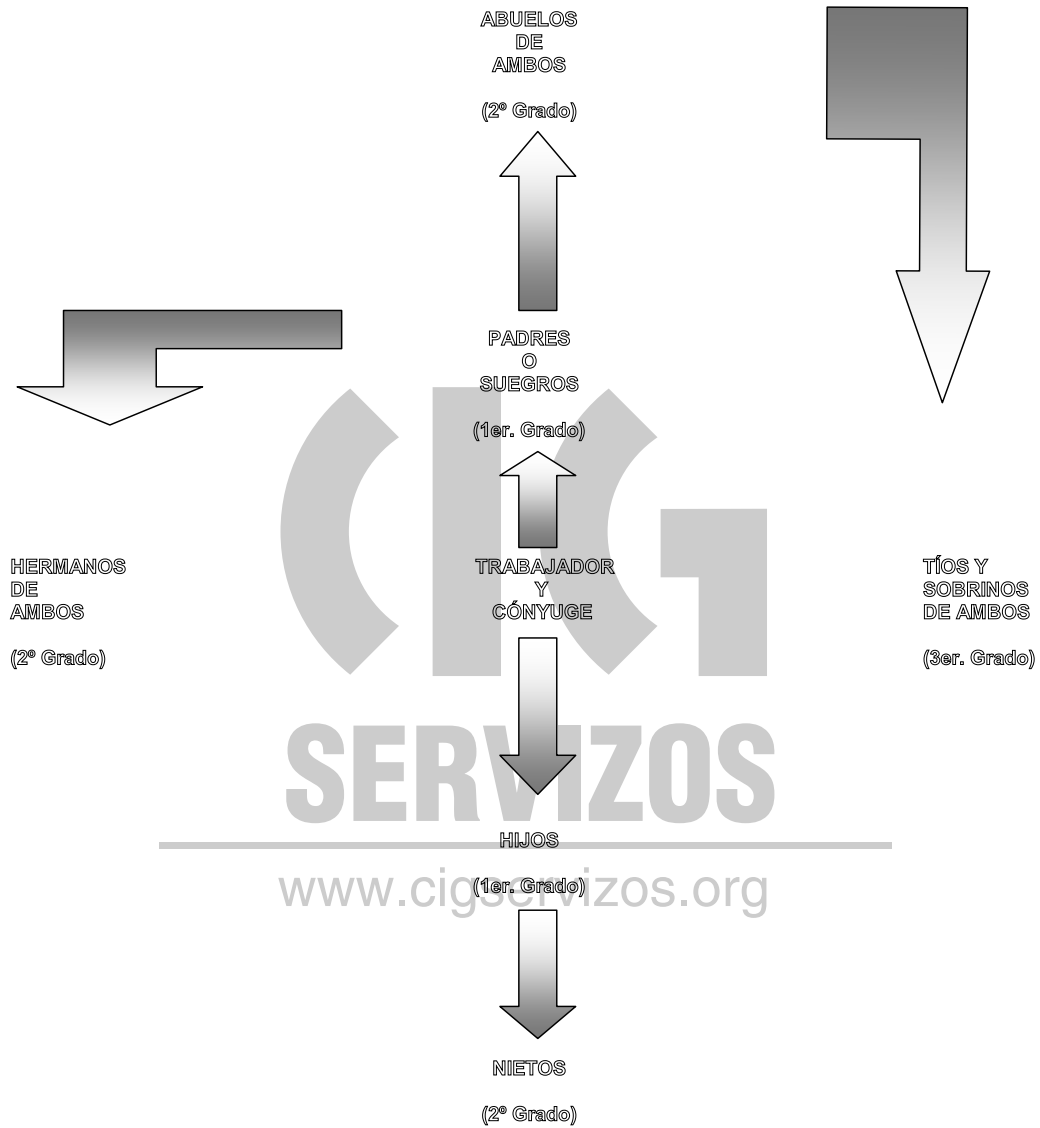 ABUELOS
DE
AMBOS
(2º Grado)
PADRES
O
SUEGROS
(1er. Grado)
HERMANOS
DE
AMBOS
(2º Grado)
TRABAJADOR
Y
CÓNYUGE
TÍOS Y
SOBRINOS
DE AMBOS
(3er. Grado)
CIG
SERVIZOS
HIJOS
(1er. Grado)
www.cigservizos.org
NIETOS
(2º Grado)